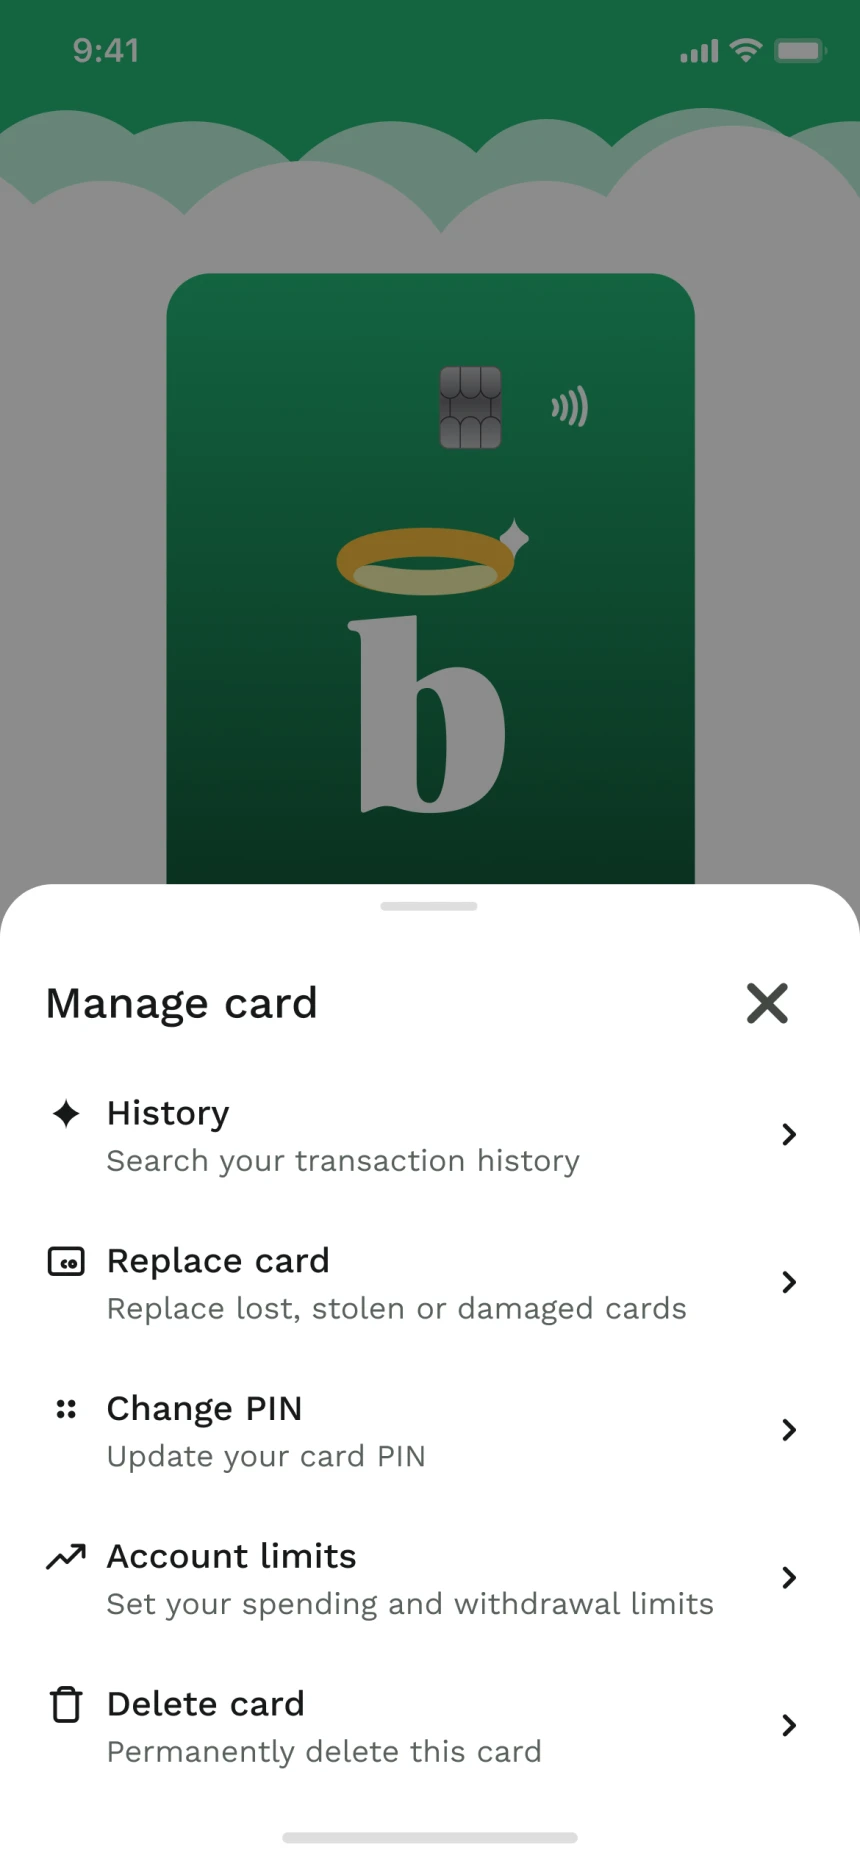 9:41
b
Manage card
History
Search your transaction history
Replace card
Replace lost, stolen or damaged cards
Change PIN
Update your card PIN
Account limits
Set your spending and withdrawal limits
Delete card
Permanently delete this card